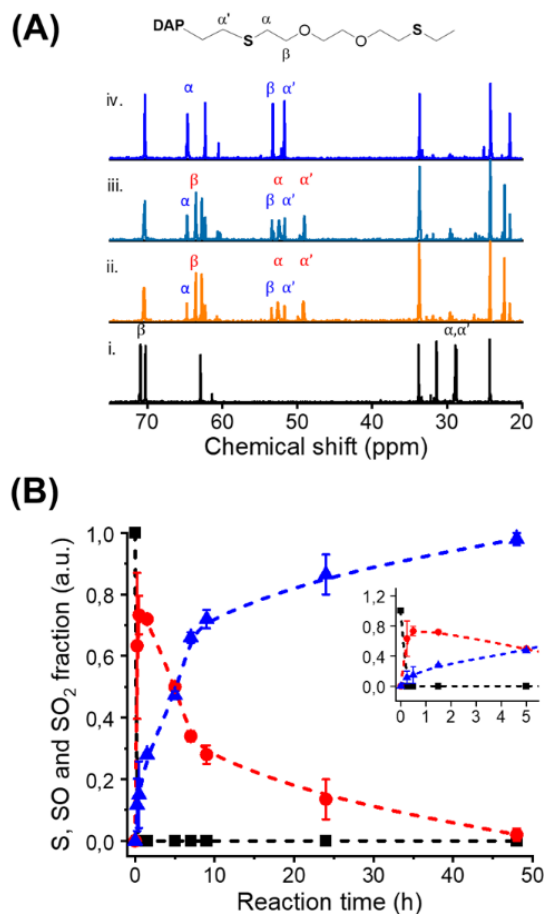 (A)
DAP α' S α β O O S
iv. α β α'
iii. β α α'
α β α'
ii. β α α'
α β α'
i. β α,α'
70 60 50 40 30 20
Chemical shift (ppm)
(B)
S, SO and SO₂ fraction (a.u.)
1,0
0,8
0,6
0,4
0,2
0,0
1,2
0,8
0,4
0,0
0 1 2 3 4 5
0 10 20 30 40 50
Reaction time (h)